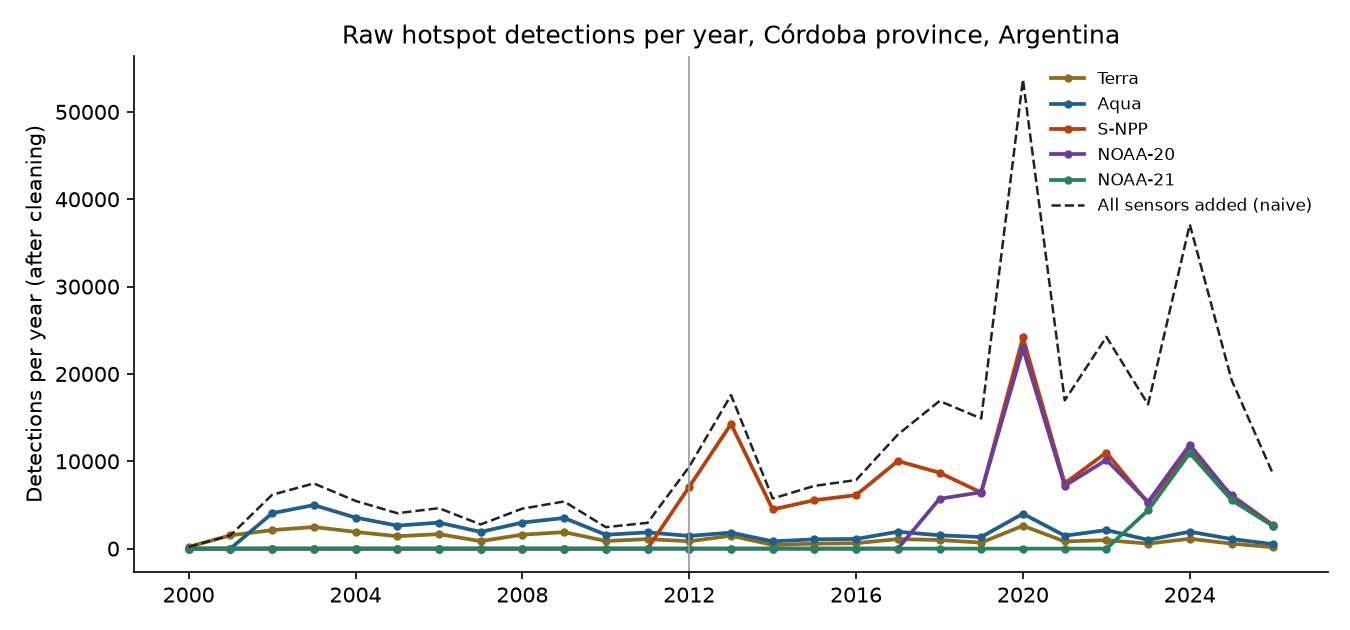 Raw hotspot detections per year, Córdoba province, Argentina
Detections per year (after cleaning)
50000
40000
30000
20000
10000
0
2000
2004
2008
2012
2016
2020
2024
Terra
Aqua
S-NPP
NOAA-20
NOAA-21
All sensors added (naive)